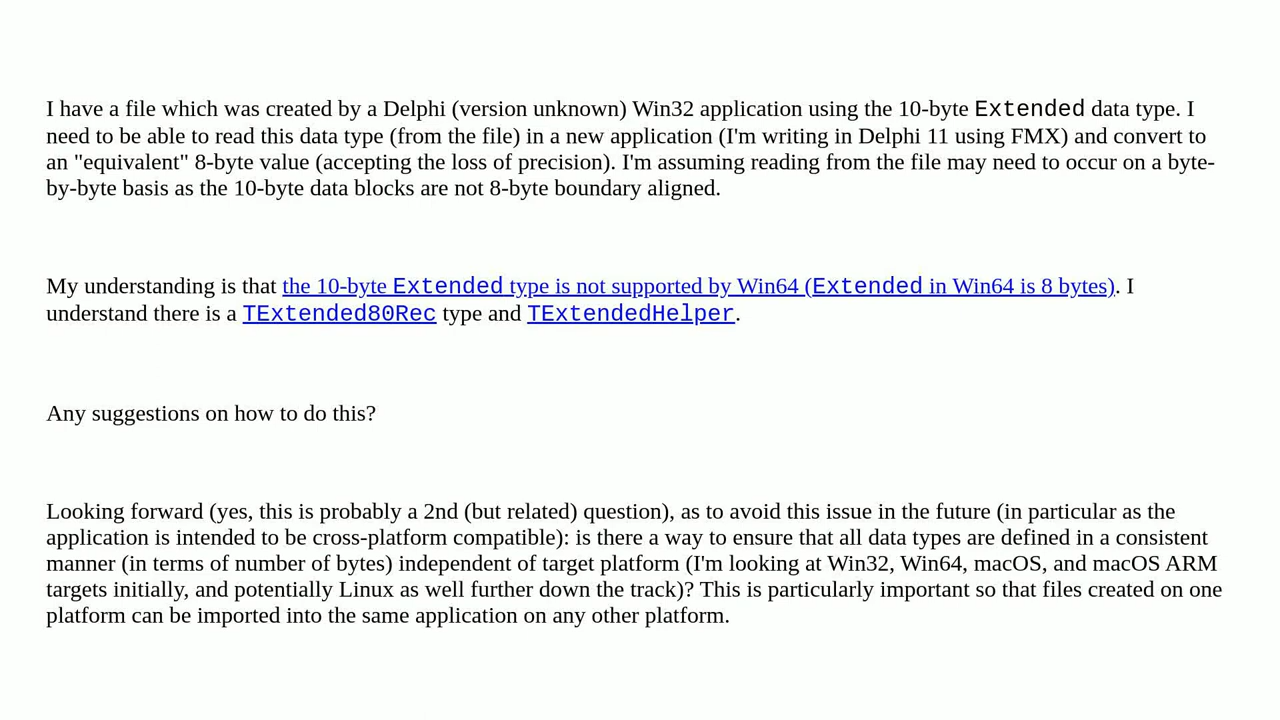 I have a file which was created by a Delphi (version unknown) Win32 application using the 10-byte Extended data type. I
need to be able to read this data type (from the file) in a new application (I'm writing in Delphi 11 using FMX) and convert to
an "equivalent" 8-byte value (accepting the loss of precision). I'm assuming reading from the file may need to occur on a byte-
by-byte basis as the 10-byte data blocks are not 8-byte boundary aligned.
My understanding is that the 10-byte Extended type is not supported by Win64 (Extended in Win64 is 8 bytes). I
understand there is a TExtended80Rec type and TExtendedHelper.
Any suggestions on how to do this?
Looking forward (yes, this is probably a 2nd (but related) question), as to avoid this issue in the future (in particular as the
application is intended to be cross-platform compatible): is there a way to ensure that all data types are defined in a consistent
manner (in terms of number of bytes) independent of target platform (I'm looking at Win32, Win64, macOS, and macOS ARM
targets initially, and potentially Linux as well further down the track)? This is particularly important so that files created on one
platform can be imported into the same application on any other platform.